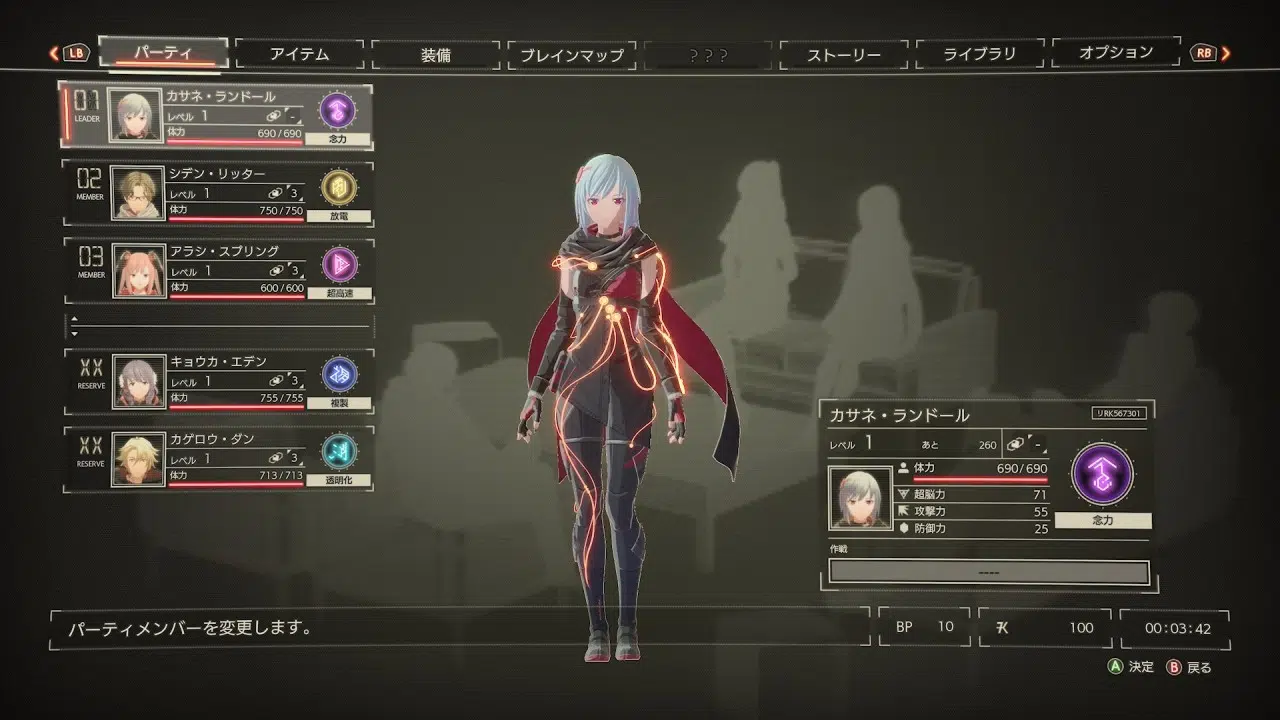 LB パーティ アイテム 装備 ブレインマップ ??? ストーリー ライブラリ オプション RB
01 LEADER カサネ・ランドール
レベル 1 -
体力 690/690 念力
02 MEMBER シデン・リッター
レベル 1 3
体力 750/750 放電
03 MEMBER アラシ・スプリング
レベル 1 3
体力 600/600 超高速
XX RESERVE キョウカ・エデン
レベル 1 3
体力 755/755 複製
XX RESERVE カゲロウ・ダン
レベル 1 3
体力 713/713 透明化
カサネ・ランドール URK567301
レベル 1 あと 260 -
体力 690/690
超脳力 71
攻撃力 55
防御力 25
念力
作戦
----
パーティメンバーを変更します。
BP 10 K 100 00:03:42
A 決定 B 戻る